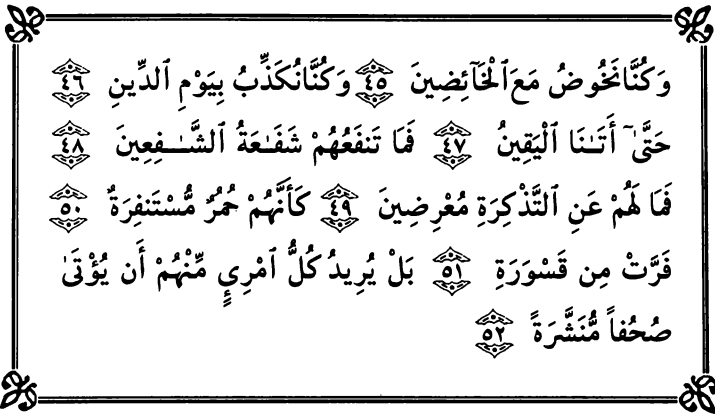 وَكُنَّا نَخُوضُ مَعَ ٱلْخَآئِضِينَ ٤٥ وَكُنَّا نُكَذِّبُ بِيَوْمِ ٱلدِّينِ ٤٦
حَتَّىٰٓ أَتَـٰنَا ٱلْيَقِينُ ٤٧ فَمَا تَنفَعُهُمْ شَفَـٰعَةُ ٱلشَّـٰفِعِينَ ٤٨
فَمَا لَهُمْ عَنِ ٱلتَّذْكِرَةِ مُعْرِضِينَ ٤٩ كَأَنَّهُمْ حُمُرٌ مُّسْتَنفِرَةٌ ٥٠
فَرَّتْ مِن قَسْوَرَةٍ ٥١ بَلْ يُرِيدُ كُلُّ ٱمْرِىٍٕ مِّنْهُمْ أَن يُؤْتَىٰ
صُحُفاً مُّنَشَّرَةً ٥٢